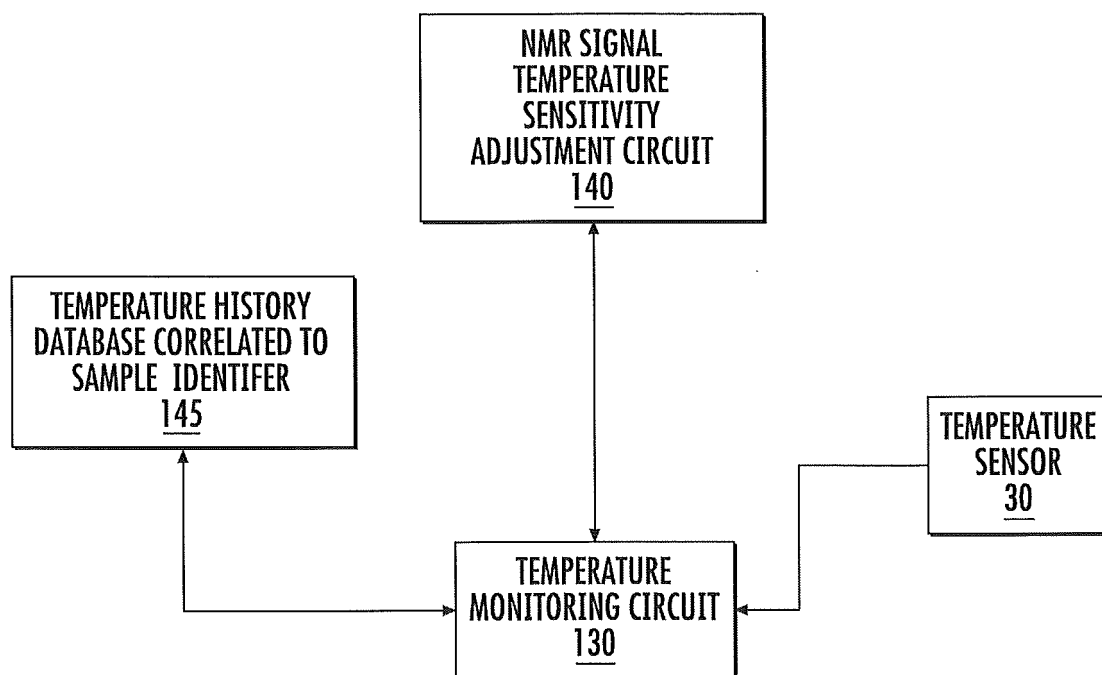 NMR SIGNAL
TEMPERATURE
SENSITIVITY
ADJUSTMENT CIRCUIT
140
TEMPERATURE HISTORY
DATABASE CORRELATED TO
SAMPLE IDENTIFER
145
TEMPERATURE
SENSOR
30
TEMPERATURE
MONITORING CIRCUIT
130